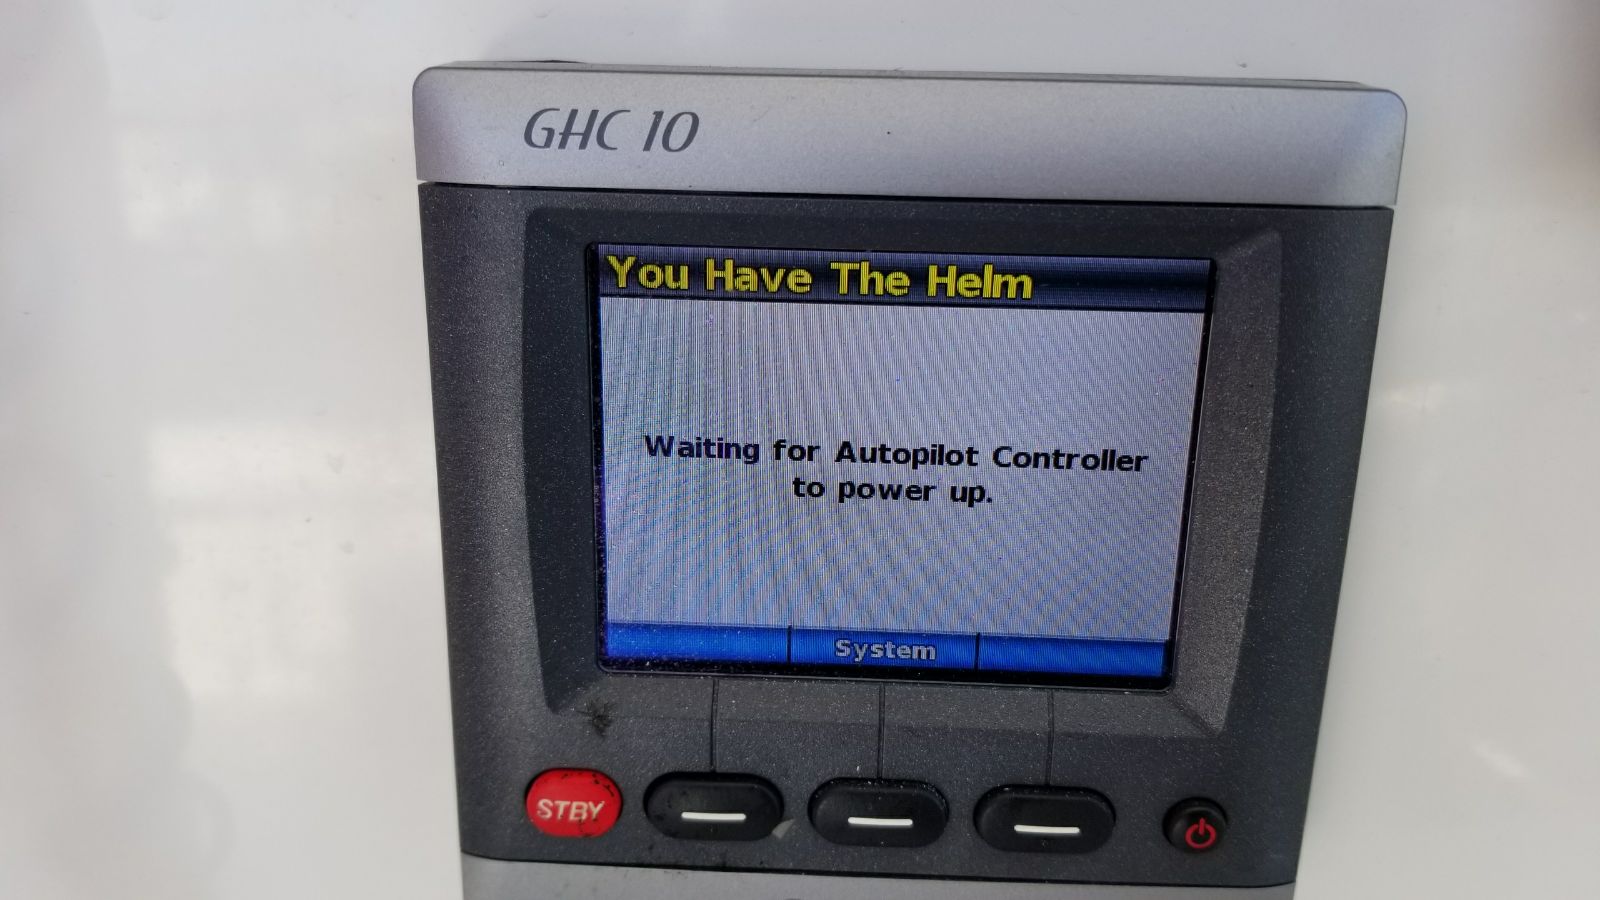 GHC 10
You Have The Helm
Waiting for Autopilot Controller
to power up.
System
STBY